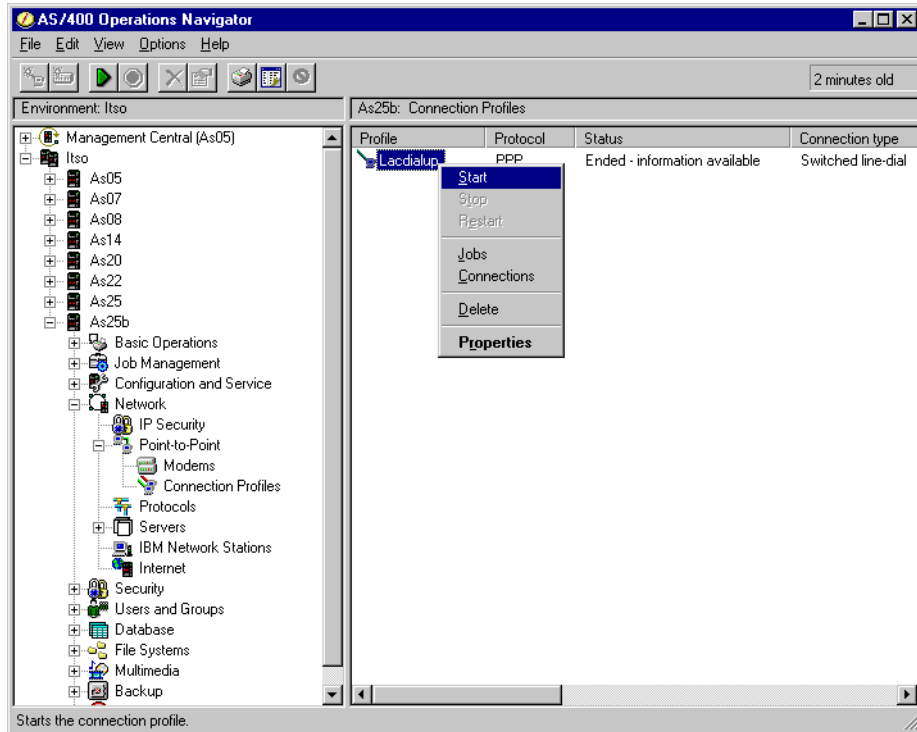 AS/400 Operations Navigator
File Edit View Options Help
2 minutes old
Environment: Itso
As25b: Connection Profiles
Management Central (As05)
Itso
As05
As07
As08
As14
As20
As22
As25
As25b
Basic Operations
Job Management
Configuration and Service
Network
IP Security
Point-to-Point
Modems
Connection Profiles
Protocols
Servers
IBM Network Stations
Internet
Security
Users and Groups
Database
File Systems
Multimedia
Backup
Profile Protocol Status Connection type
Lacdialup PPP Ended - information available Switched line-dial
Start
Stop
Restart
Jobs
Connections
Delete
Properties
Starts the connection profile.